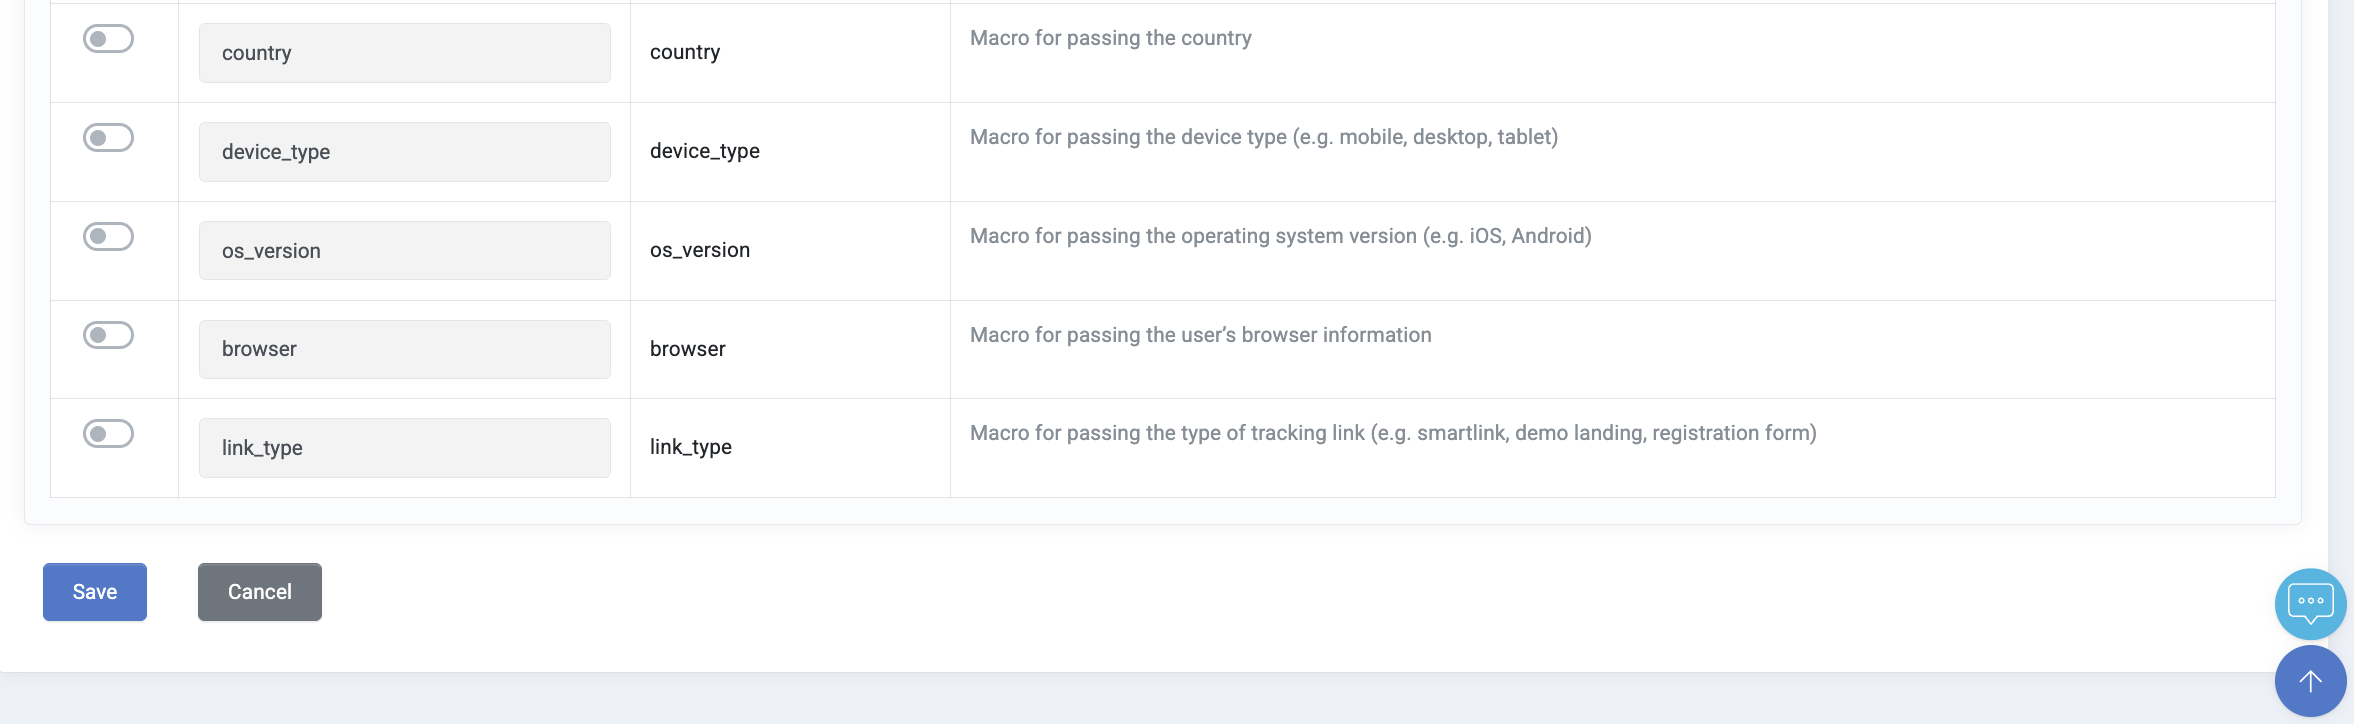 country country Macro for passing the country
device_type device_type Macro for passing the device type (e.g. mobile, desktop, tablet)
os_version os_version Macro for passing the operating system version (e.g. iOS, Android)
browser browser Macro for passing the user’s browser information
link_type link_type Macro for passing the type of tracking link (e.g. smartlink, demo landing, registration form)
Save Cancel